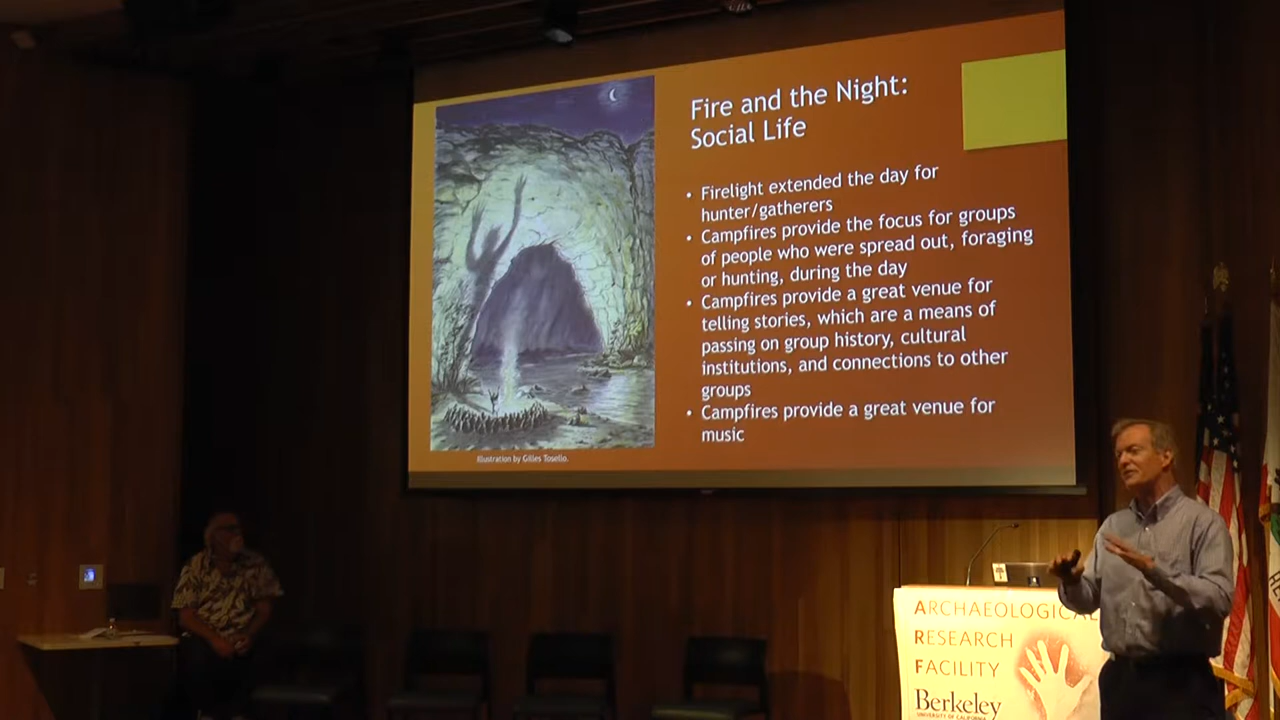 Fire and the Night:
Social Life
• Firelight extended the day for
hunter/gatherers
• Campfires provide the focus for groups
of people who were spread out, foraging
or hunting, during the day
• Campfires provide a great venue for
telling stories, which are a means of
passing on group history, cultural
institutions, and connections to other
groups
• Campfires provide a great venue for
music
Illustration by Gilles Tosello.
ARCHAEOLOGICAL
RESEARCH
FACILITY
Berkeley
UNIVERSITY OF CALIFORNIA